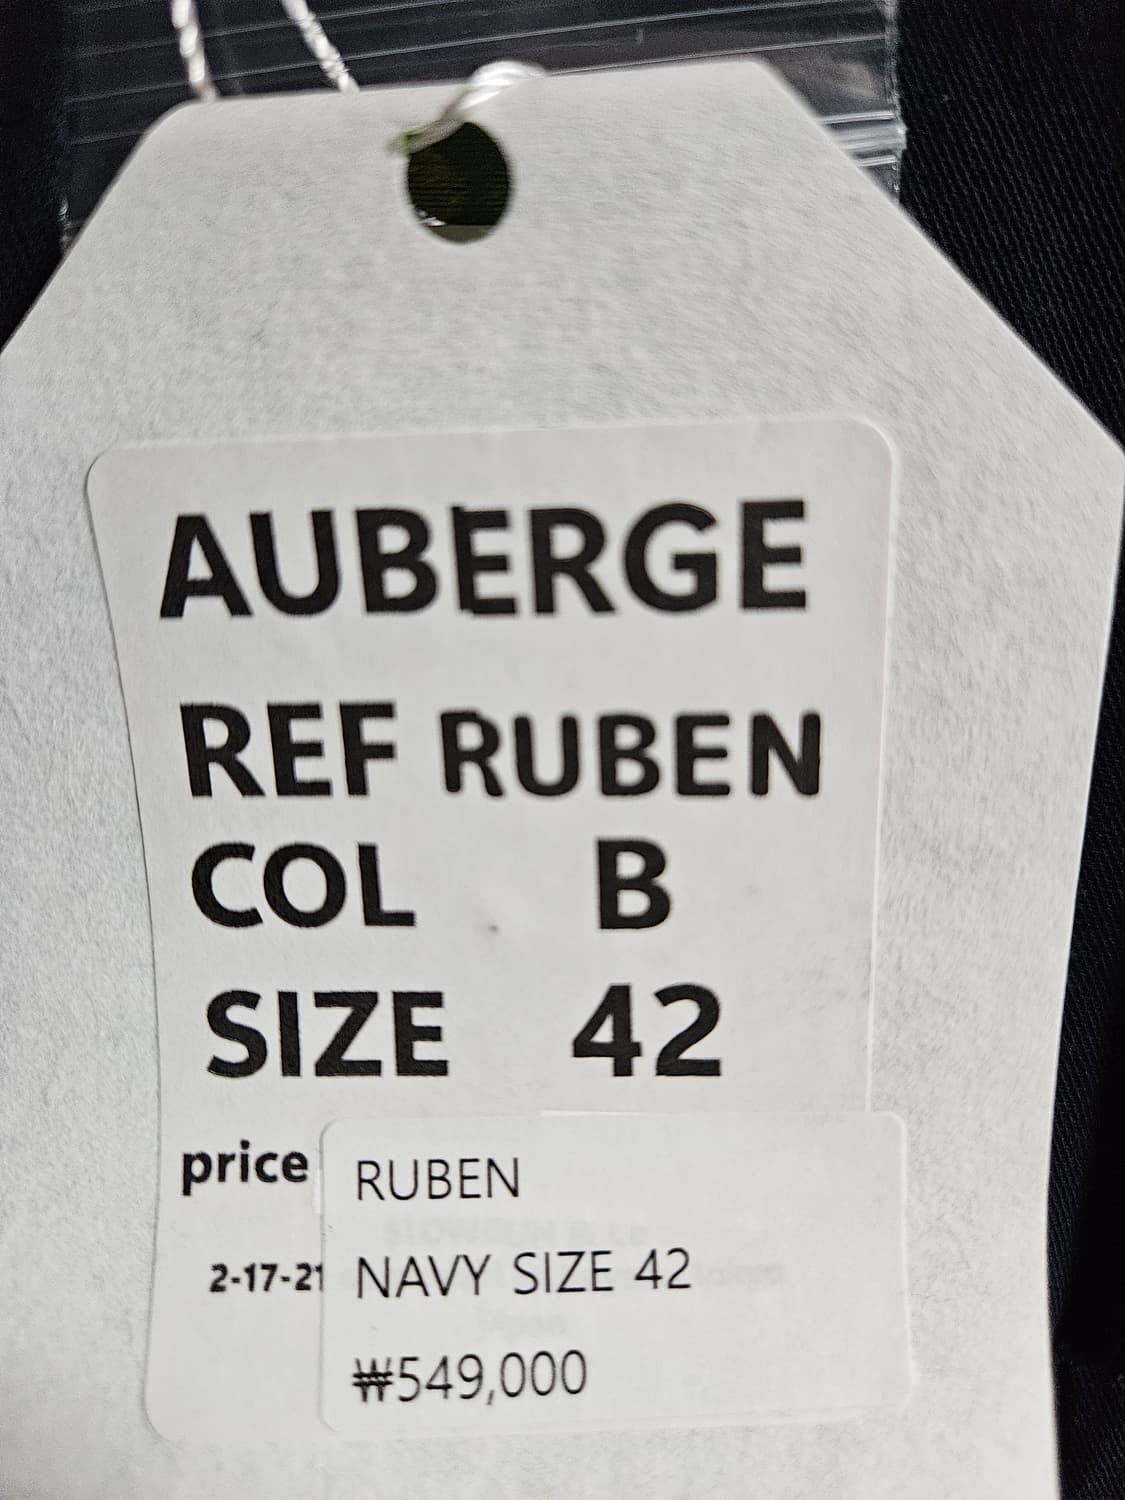 AUBERGE
REF RUBEN
COL B
SIZE 42
price
2-17-21
RUBEN
NAVY SIZE 42
₩549,000